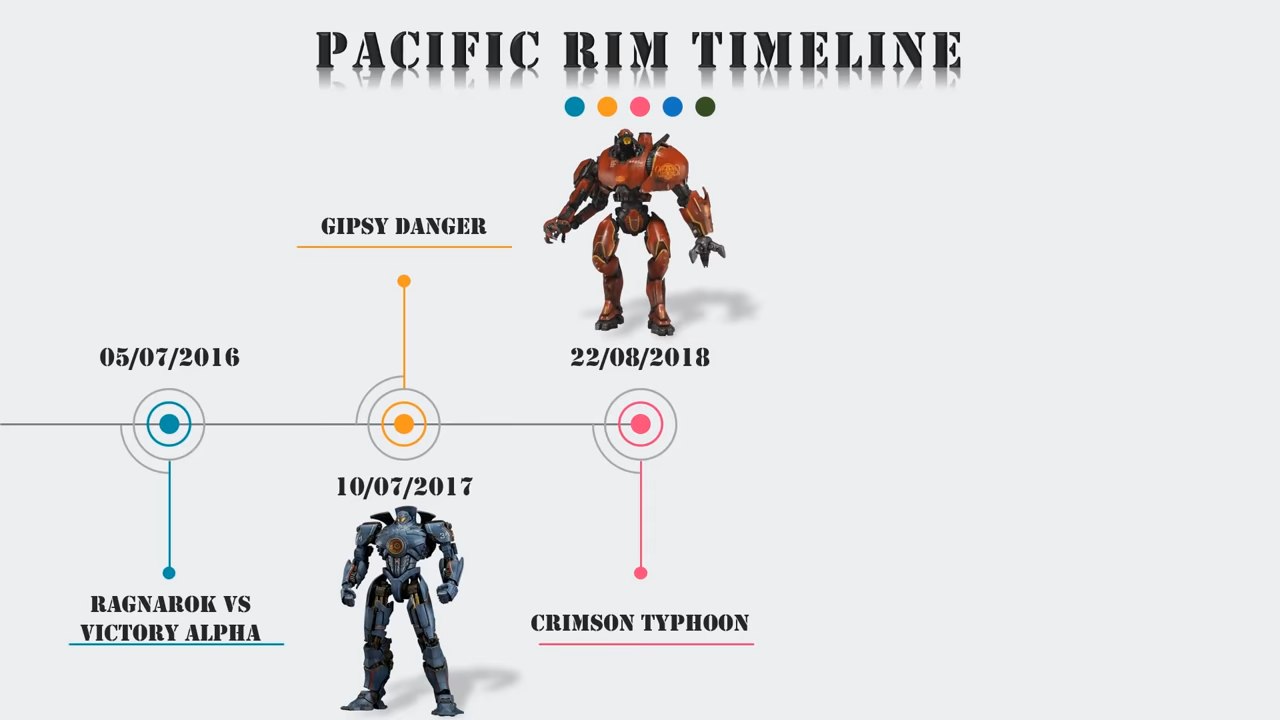 PACIFIC RIM TIMELINE
GIPSY DANGER
05/07/2016
22/08/2018
10/07/2017
RAGNAROK VS
VICTORY ALPHA
CRIMSON TYPHOON